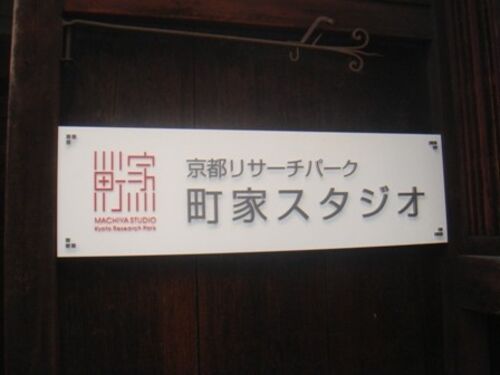 町家
MACHIYA STUDIO
Kyoto Research Park
京都リサーチパーク
町家スタジオ